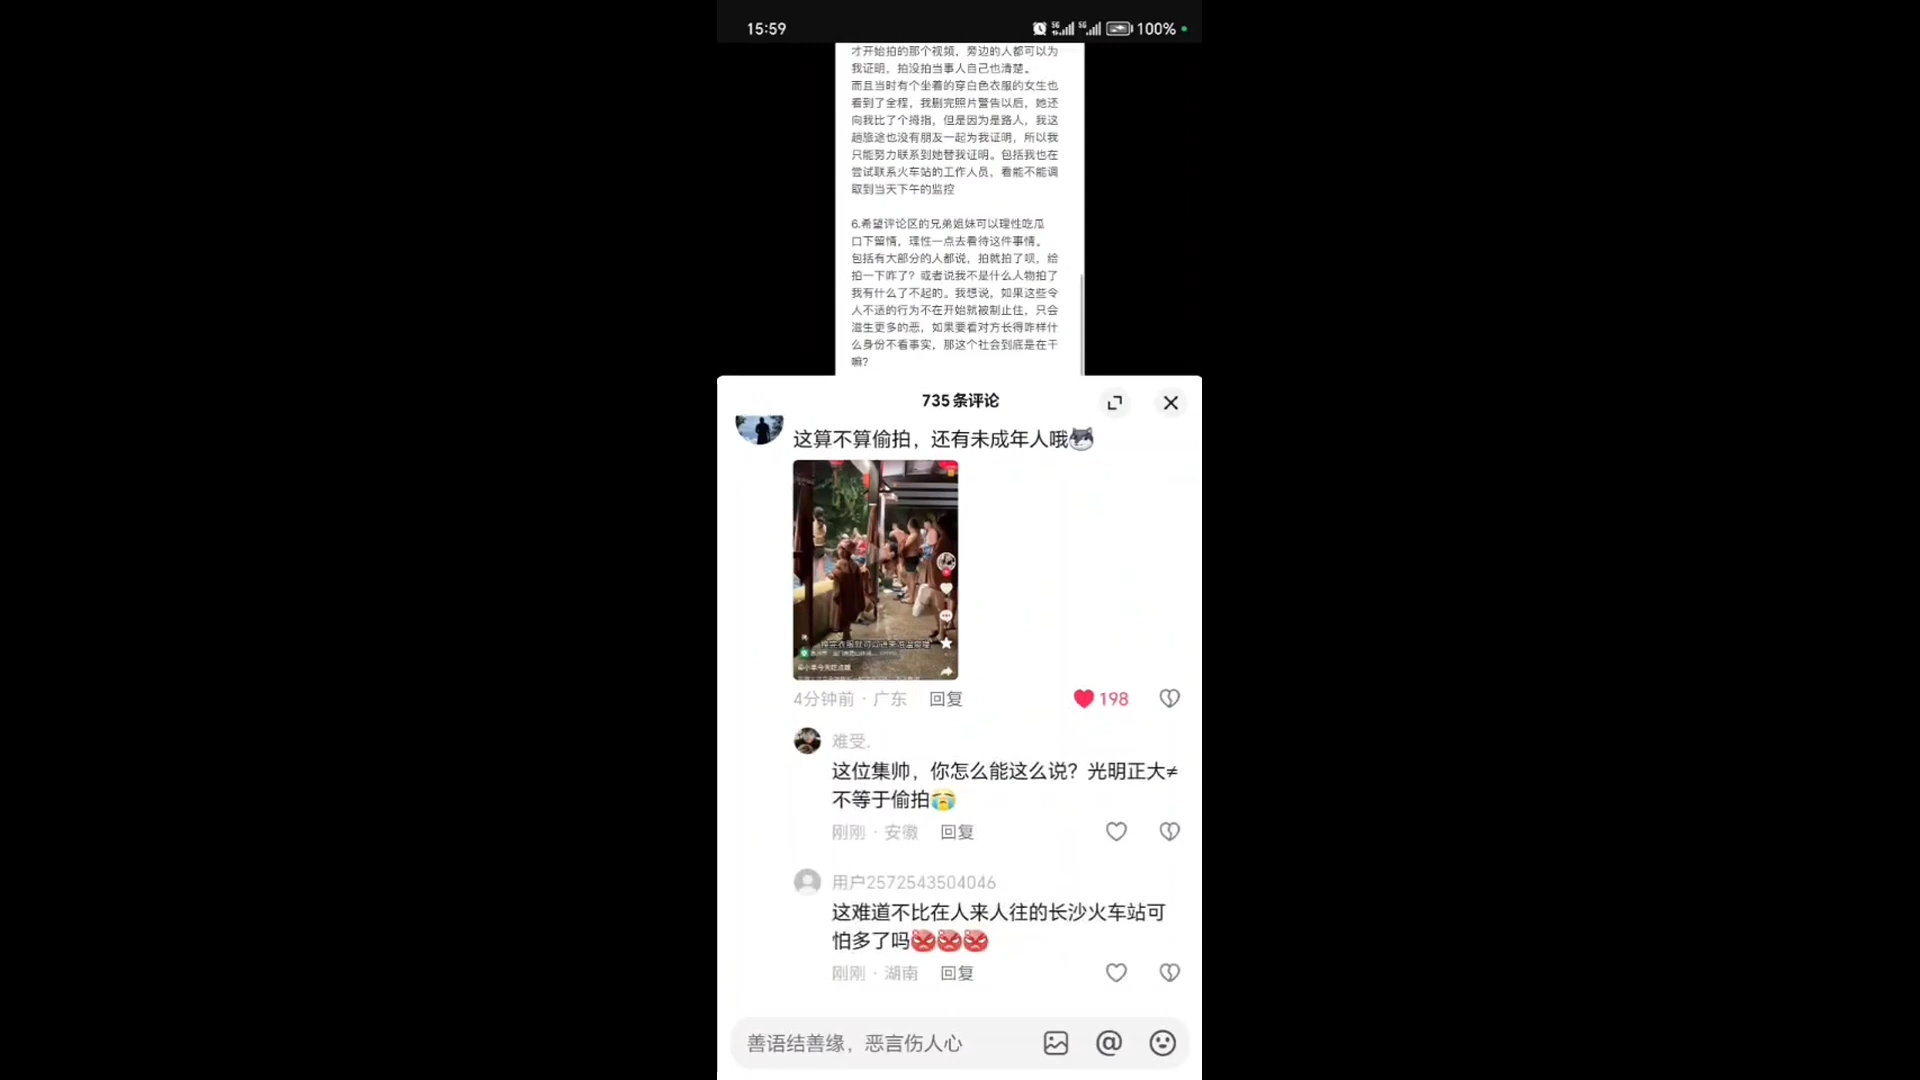 15:59
5G
5G
100%
才开始拍的那个视频，旁边的人都可以为
我证明，拍没拍当事人自己也清楚。
而且当时有个坐着的穿白色衣服的女生也
看到了全程，我剔完照片警告以后，她还
向我比了个拇指，但是因为是路人，我这
趟旅途也没有朋友一起为我证明，所以我
只能努力联系到她替我证明。包括我也在
尝试联系火车站的工作人员，看能不能调
取到当天下午的监控
6.希望评论区的兄弟姐妹可以理性吃瓜
口下留情，理性一点去看待这件事情。
包括有大部分的人都说，拍就拍了呗，给
拍一下咋了？或者说我不是什么人物拍了
我有什么了不起的。我想说，如果这些令
人不适的行为不在开始就被制止住，只会
滋生更多的恶，如果要看对方长得咋样什
么身份不看事实，那这个社会到底是在干
嘛？
735条评论
这算不算偷拍，还有未成年人哦
4分钟前 · 广东 回复
198
难受.
这位集帅，你怎么能这么说？光明正大≠
不等于偷拍
刚刚 · 安徽 回复
用户2572543504046
这难道不比在人来人往的长沙火车站可
怕多了吗
刚刚 · 湖南 回复
善语结善缘，恶言伤人心